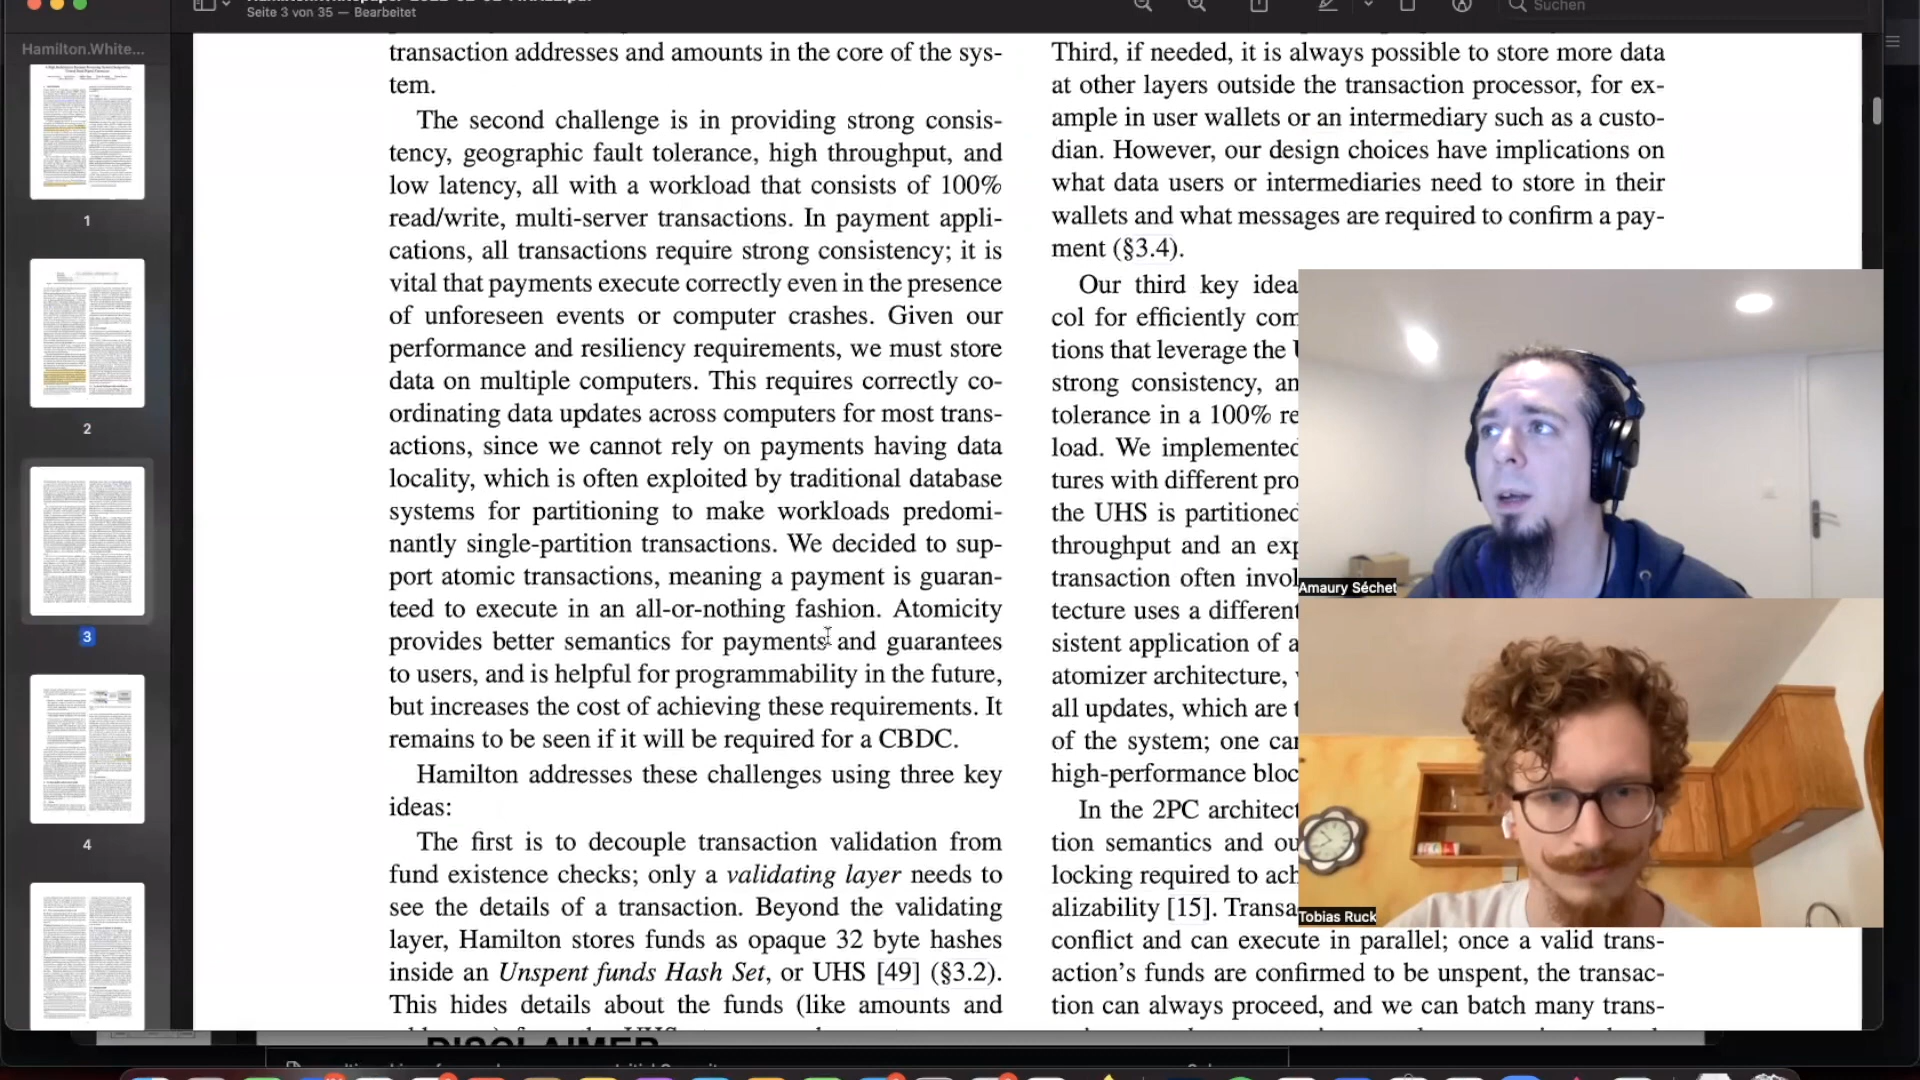 Seite 3 von 35 — Bearbeitet
Suchen
Hamilton.White...
1
2
3
4
transaction addresses and amounts in the core of the sys-
tem.
The second challenge is in providing strong consis-
tency, geographic fault tolerance, high throughput, and
low latency, all with a workload that consists of 100%
read/write, multi-server transactions. In payment appli-
cations, all transactions require strong consistency; it is
vital that payments execute correctly even in the presence
of unforeseen events or computer crashes. Given our
performance and resiliency requirements, we must store
data on multiple computers. This requires correctly co-
ordinating data updates across computers for most trans-
actions, since we cannot rely on payments having data
locality, which is often exploited by traditional database
systems for partitioning to make workloads predomi-
nantly single-partition transactions. We decided to sup-
port atomic transactions, meaning a payment is guaran-
teed to execute in an all-or-nothing fashion. Atomicity
provides better semantics for payments and guarantees
to users, and is helpful for programmability in the future,
but increases the cost of achieving these requirements. It
remains to be seen if it will be required for a CBDC.
Hamilton addresses these challenges using three key
ideas:
The first is to decouple transaction validation from
fund existence checks; only a validating layer needs to
see the details of a transaction. Beyond the validating
layer, Hamilton stores funds as opaque 32 byte hashes
inside an Unspent funds Hash Set, or UHS [49] (§3.2).
This hides details about the funds (like amounts and
Third, if needed, it is always possible to store more data
at other layers outside the transaction processor, for ex-
ample in user wallets or an intermediary such as a custo-
dian. However, our design choices have implications on
what data users or intermediaries need to store in their
wallets and what messages are required to confirm a pay-
ment (§3.4).
Our third key idea
col for efficiently com
tions that leverage the
strong consistency, an
tolerance in a 100% re
load. We implemented
tures with different pro
the UHS is partitioned
throughput and an exp
transaction often invol
tecture uses a different
sistent application of a
atomizer architecture,
all updates, which are t
of the system; one car
high-performance bloc
In the 2PC architect
tion semantics and ou
locking required to ach
alizability [15]. Transa
conflict and can execute in parallel; once a valid trans-
action's funds are confirmed to be unspent, the transac-
tion can always proceed, and we can batch many trans-
Amaury Séchet
Tobias Ruck
DISCLAIMER